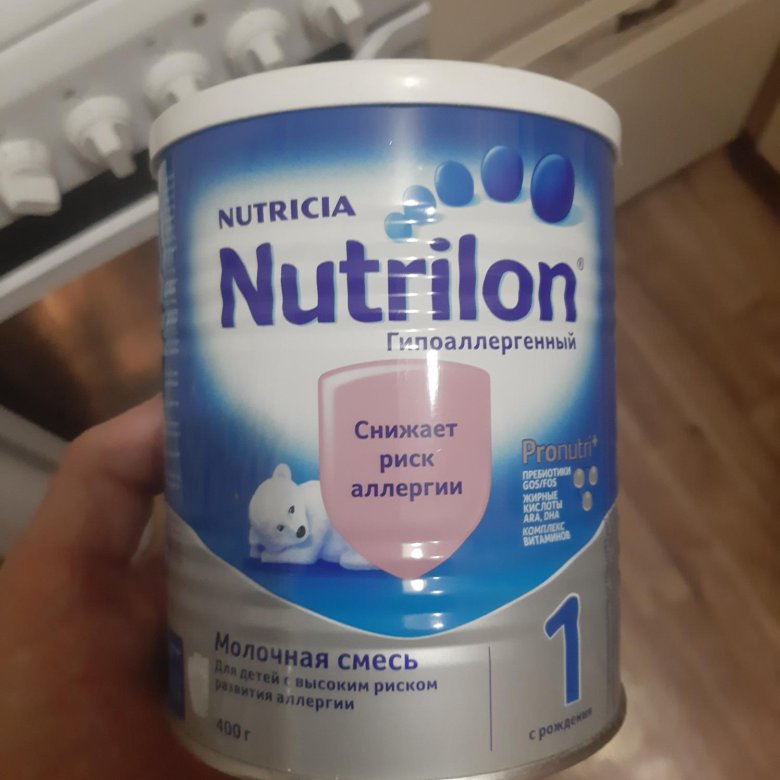 NUTRICIA
Nutrilon®
Гипоаллергенный
Снижает
риск
аллергии
Pronutri+
ПРЕБИОТИКИ
GOS/FOS
ЖИРНЫЕ
КИСЛОТЫ
ARA, DHA
КОМПЛЕКС
ВИТАМИНОВ
Молочная смесь
Для детей с высоким риском
развития аллергии
400 г
1
с рождения